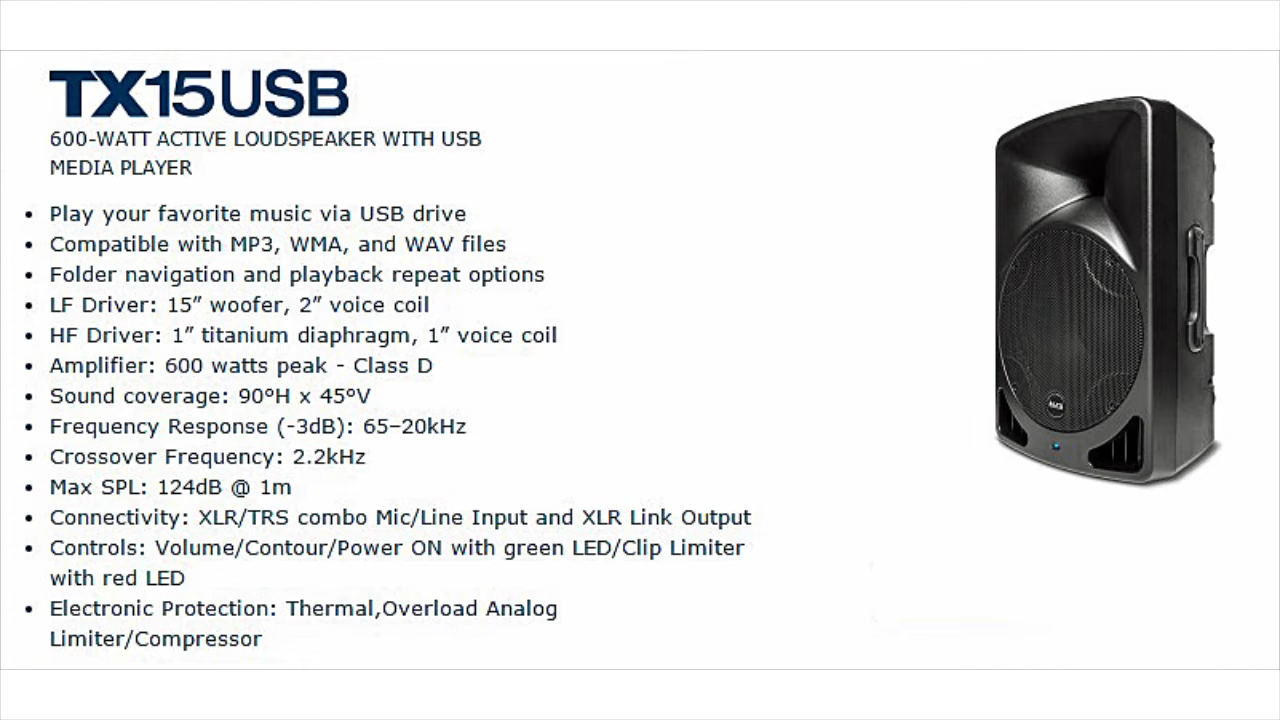 TX15USB
600-WATT ACTIVE LOUDSPEAKER WITH USB
MEDIA PLAYER
• Play your favorite music via USB drive
• Compatible with MP3, WMA, and WAV files
• Folder navigation and playback repeat options
• LF Driver: 15” woofer, 2” voice coil
• HF Driver: 1” titanium diaphragm, 1” voice coil
• Amplifier: 600 watts peak - Class D
• Sound coverage: 90°H x 45°V
• Frequency Response (-3dB): 65–20kHz
• Crossover Frequency: 2.2kHz
• Max SPL: 124dB @ 1m
• Connectivity: XLR/TRS combo Mic/Line Input and XLR Link Output
• Controls: Volume/Contour/Power ON with green LED/Clip Limiter
with red LED
• Electronic Protection: Thermal,Overload Analog
Limiter/Compressor